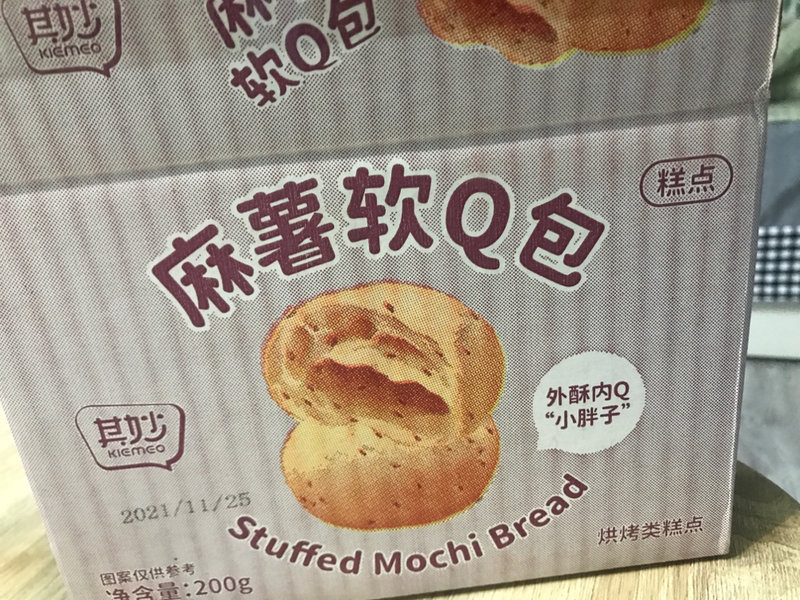 其妙
KIEMEO
麻薯
软Q包
糕点
麻薯软Q包
外酥内Q
“小胖子”
其妙
KIEMEO
2021/11/25
Stuffed Mochi Bread
烘烤类糕点
图案仅供参考
净含量:200g